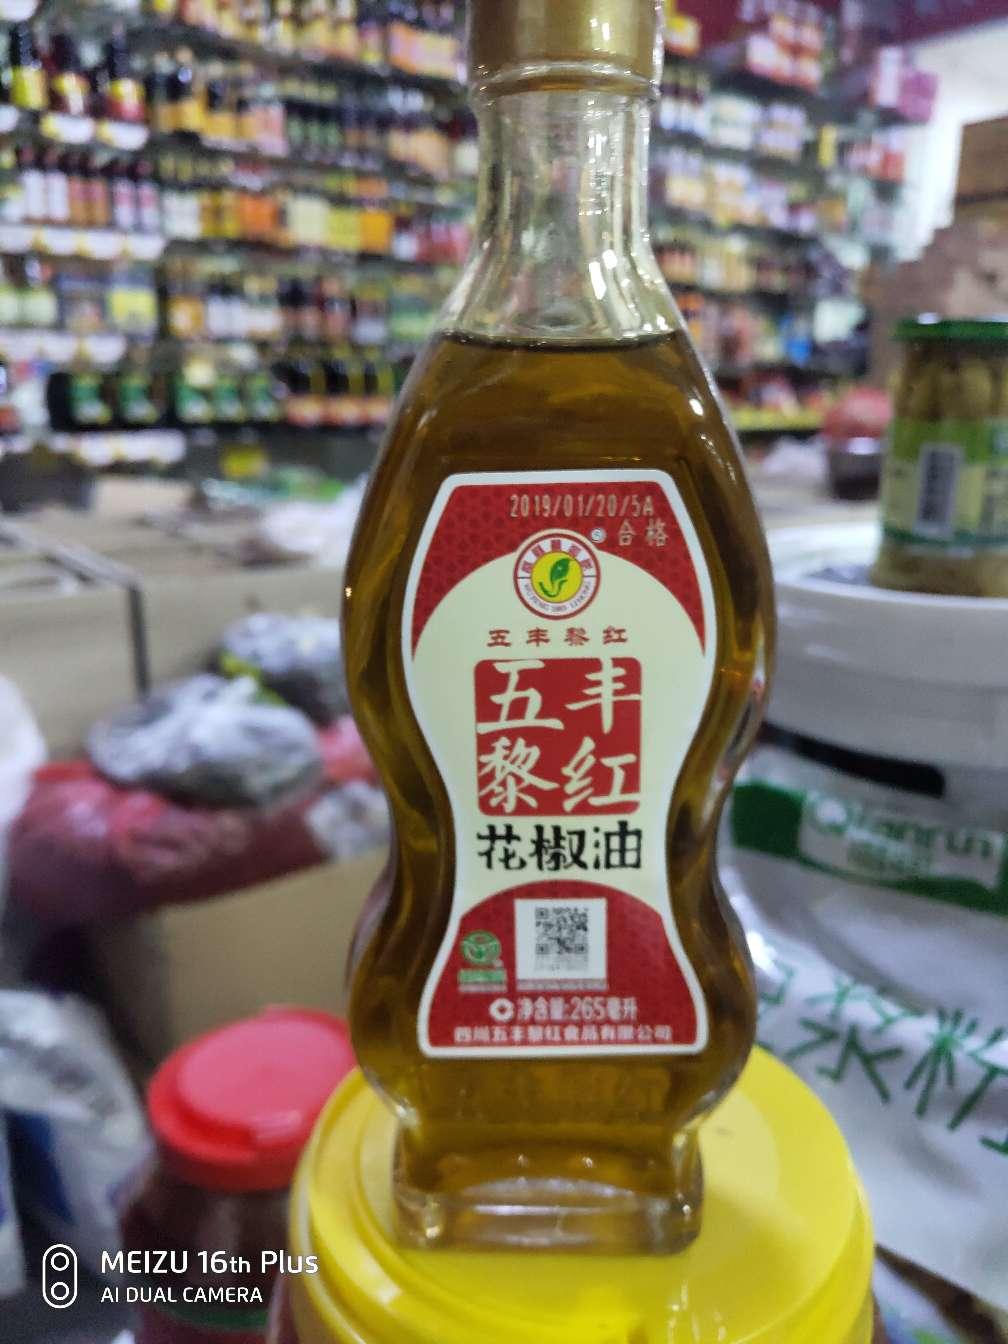 2019/01/20/5A
合格
五丰黎红
五丰
黎红
花椒油
净含量:265毫升
四川五丰黎红食品有限公司
Qianrui
MEIZU 16th Plus
AI DUAL CAMERA